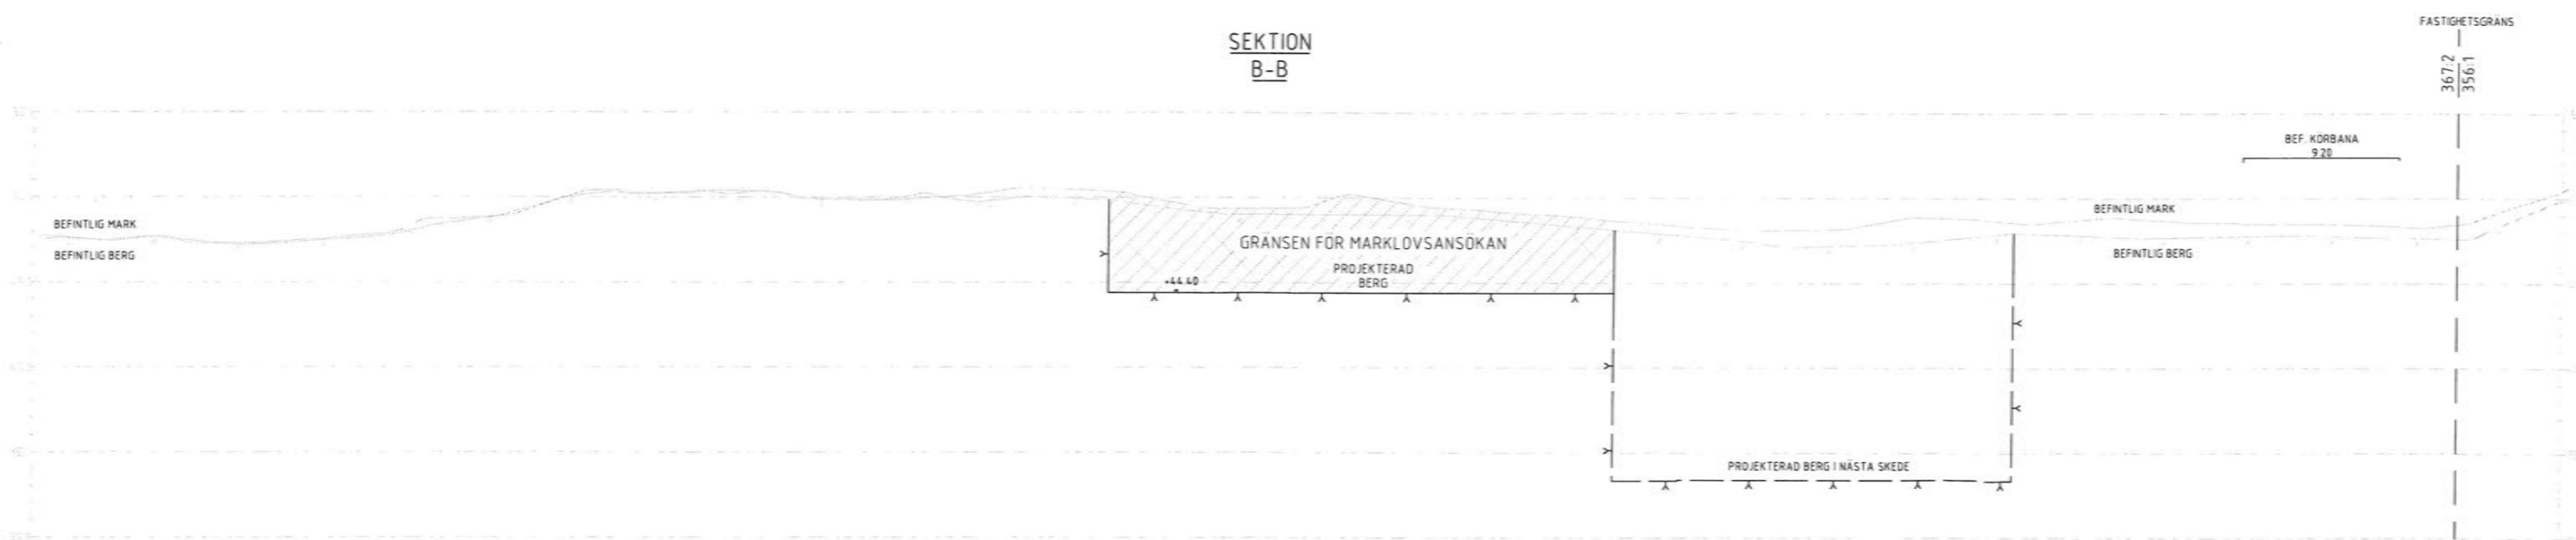 SEKTION
B-B
FASTIGHETSGRÄNS
367:2
356:1
BEF. KÖRBANA
9.20
BEFINTLIG MARK
BEFINTLIG BERG
GRÄNSEN FÖR MARKLOVSANSÖKAN
PROJEKTERAD
BERG
+44.40
BEFINTLIG MARK
BEFINTLIG BERG
PROJEKTERAD BERG I NÄSTA SKEDE